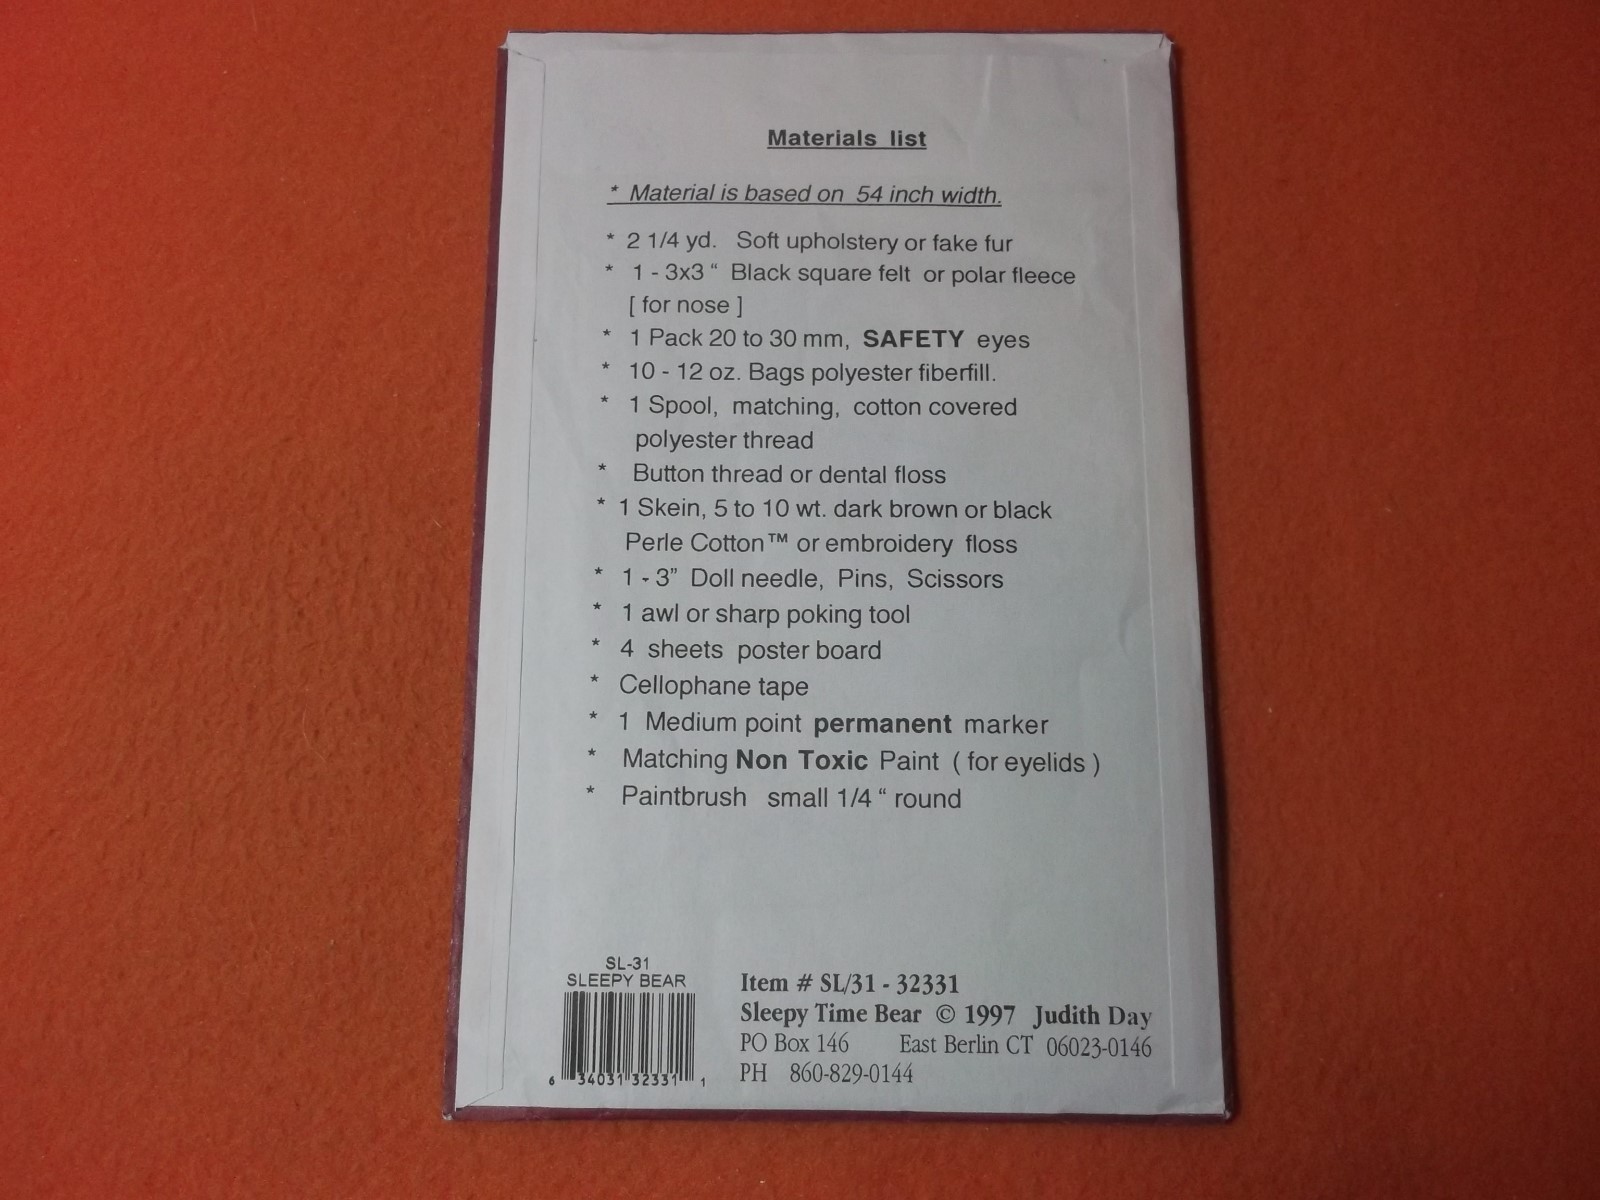 Materials list
* Material is based on 54 inch width.
* 2 1/4 yd. Soft upholstery or fake fur
* 1 - 3x3 “ Black square felt or polar fleece
[ for nose ]
* 1 Pack 20 to 30 mm, SAFETY eyes
* 10 - 12 oz. Bags polyester fiberfill.
* 1 Spool, matching, cotton covered
polyester thread
* Button thread or dental floss
* 1 Skein, 5 to 10 wt. dark brown or black
Perle Cotton™ or embroidery floss
* 1 - 3” Doll needle, Pins, Scissors
* 1 awl or sharp poking tool
* 4 sheets poster board
* Cellophane tape
* 1 Medium point permanent marker
* Matching Non Toxic Paint ( for eyelids )
* Paintbrush small 1/4 “ round
SL-31
SLEEPY BEAR
6 34031 32331 1
Item # SL/31 - 32331
Sleepy Time Bear © 1997 Judith Day
PO Box 146 East Berlin CT 06023-0146
PH 860-829-0144